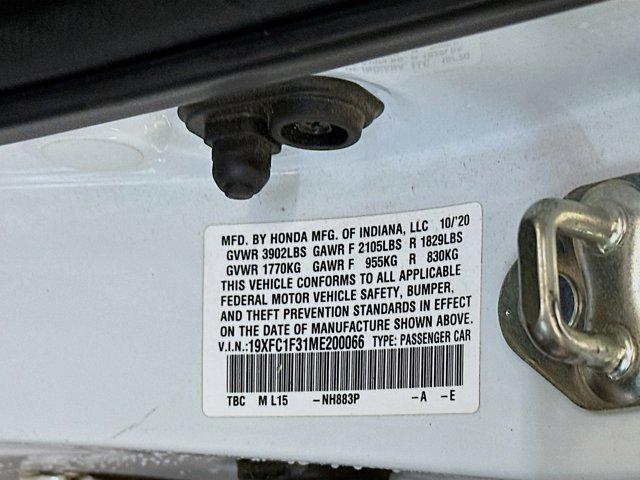 MFD. BY HONDA MFG. OF INDIANA, LLC 10/'20
GVWR 3902LBS GAWR F 2105LBS R 1829LBS
GVWR 1770KG GAWR F 955KG R 830KG
THIS VEHICLE CONFORMS TO ALL APPLICABLE
FEDERAL MOTOR VEHICLE SAFETY, BUMPER,
AND THEFT PREVENTION STANDARDS IN EFFECT
ON THE DATE OF MANUFACTURE SHOWN ABOVE.
V.I.N.:19XFC1F31ME200066 TYPE: PASSENGER CAR
TBC M L15 -NH883P -A -E